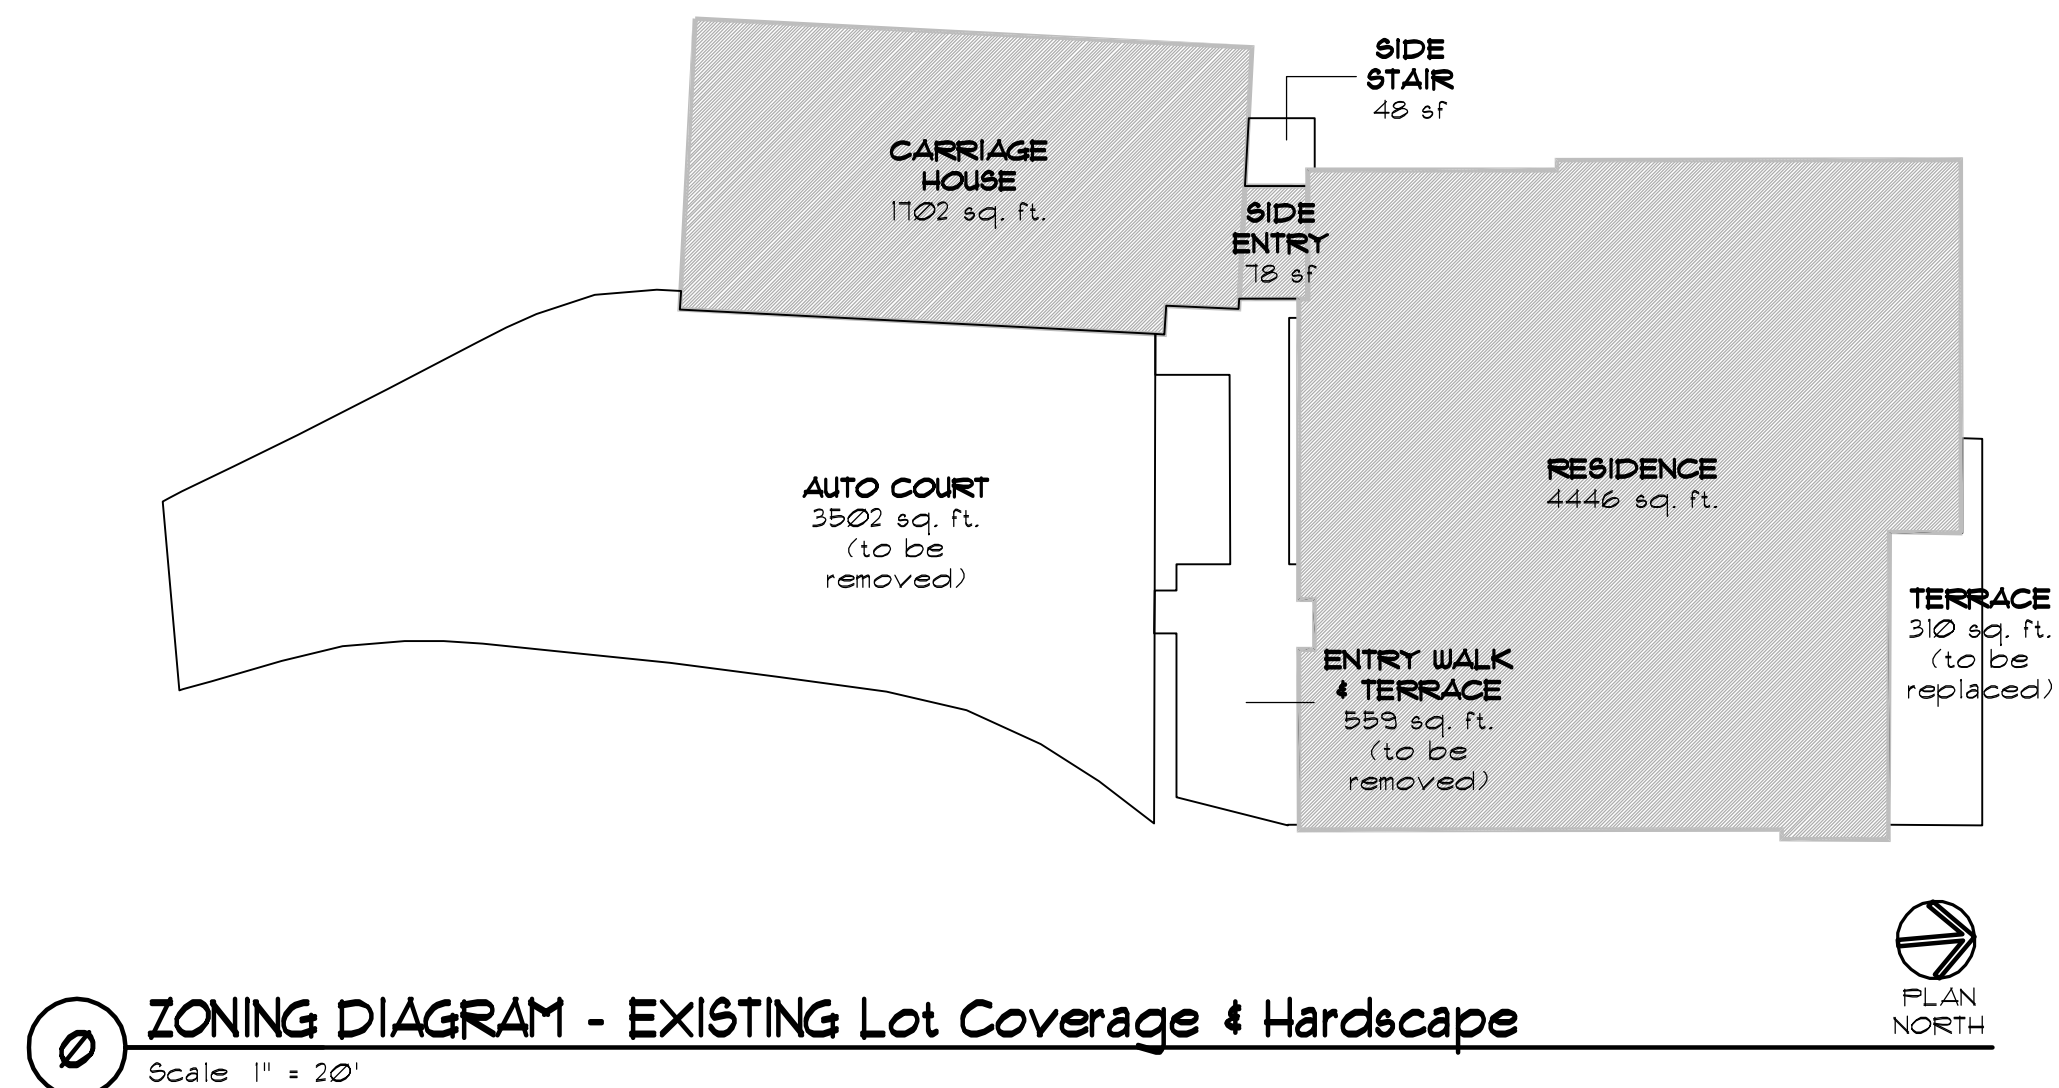 SIDE
STAIR
48 sf
CARRIAGE
HOUSE
1702 sq. ft.
SIDE
ENTRY
78 sf
RESIDENCE
4446 sq. ft.
AUTO COURT
3502 sq. ft.
(to be
removed)
TERRACE
310 sq. ft.
(to be
replaced)
ENTRY WALK
& TERRACE
559 sq. ft.
(to be
removed)
PLAN
NORTH
0
ZONING DIAGRAM - EXISTING Lot Coverage & Hardscape
Scale 1" = 20'